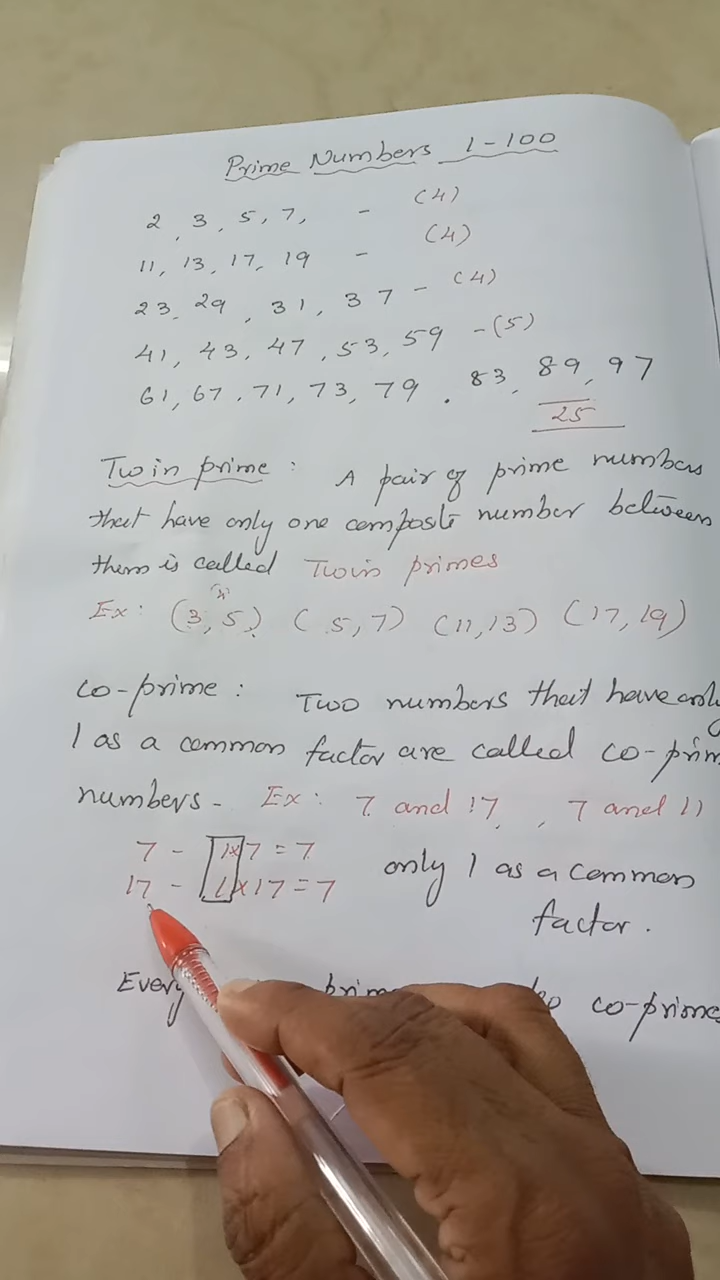 Prime Numbers 1-100
2, 3, 5, 7, - (4)
11, 13, 17, 19 - (4)
23, 29, 31, 37 - (4)
41, 43, 47, 53, 59 - (5)
61, 67, 71, 73, 79. 83, 89, 97
25
Twin prime: A pair of prime numbers
that have only one composite number between
them is called Twin primes
Ex: (3, 5) (5, 7) (11, 13) (17, 19)
Co-prime: Two numbers that have only
1 as a common factor are called co-prim
numbers- Ex: 7 and 17, 7 and 11
7 - 1x7 = 7 only 1 as a common
17 - 1x17 = 7 factor.
Every prim co-prime